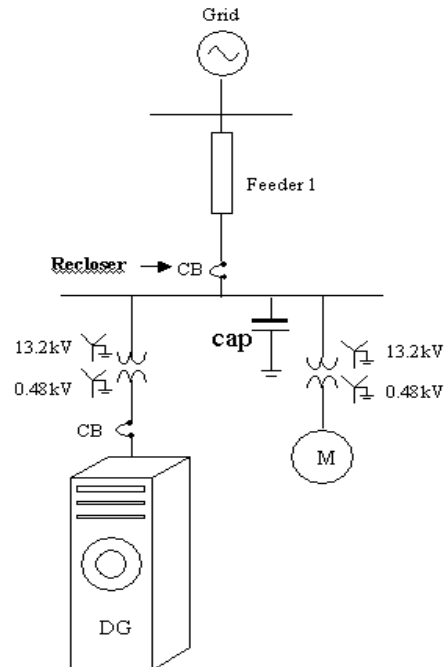 Grid
Feeder 1
Recloser
CB
cap
13.2kV
0.48kV
13.2kV
0.48kV
CB
M
DG